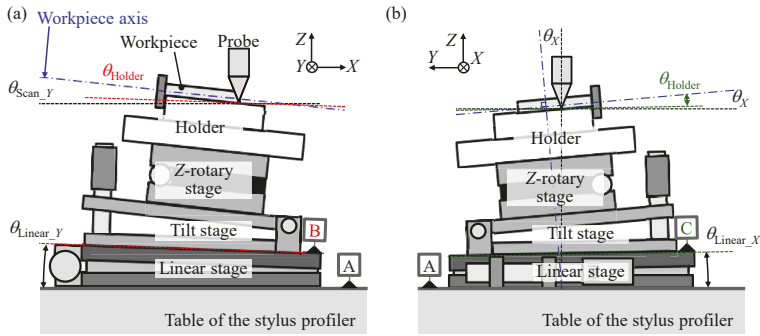 (a)
Workpiece axis
Workpiece
Probe
Z
Y
X
θHolder
θScan_Y
Holder
Z-rotary
stage
θLinear_Y
Tilt stage
B
Linear stage
A
Table of the stylus profiler
(b)
Z
Y
X
θX
θHolder
θX
Holder
Z-rotary
stage
Tilt stage
C
θLinear_X
A
Linear stage
Table of the stylus profiler